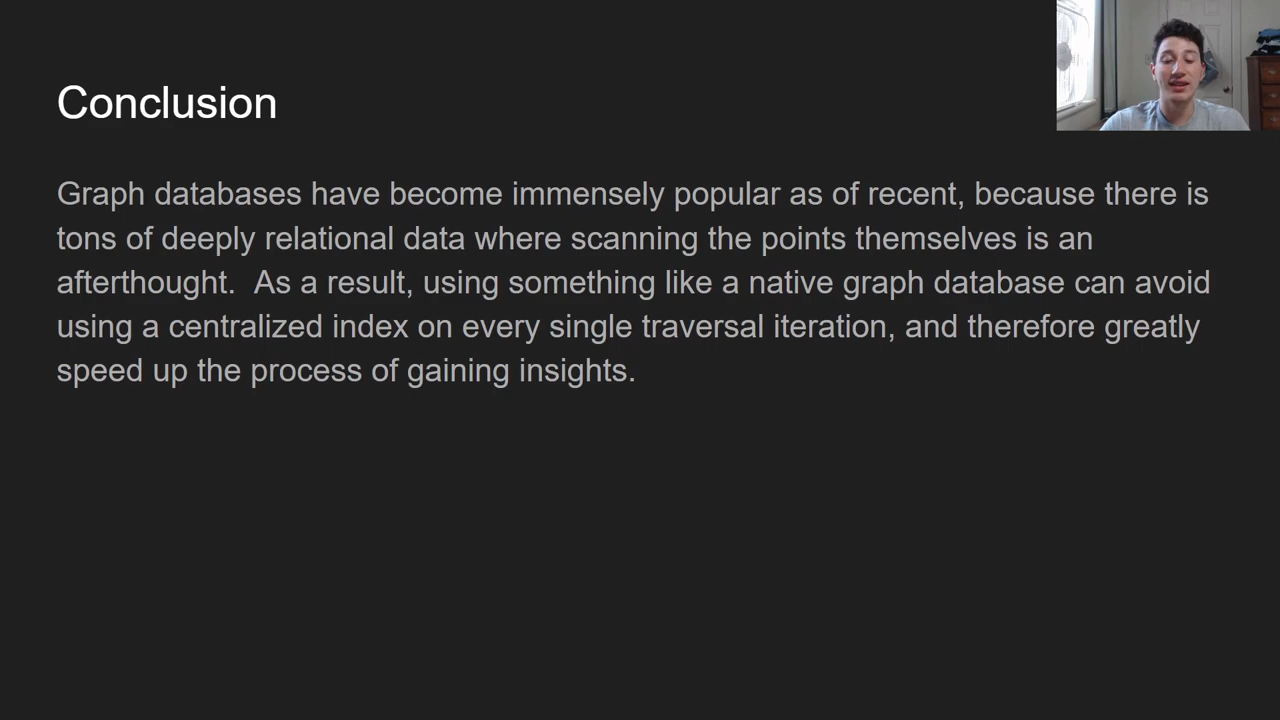 Conclusion
Graph databases have become immensely popular as of recent, because there is
tons of deeply relational data where scanning the points themselves is an
afterthought.  As a result, using something like a native graph database can avoid
using a centralized index on every single traversal iteration, and therefore greatly
speed up the process of gaining insights.